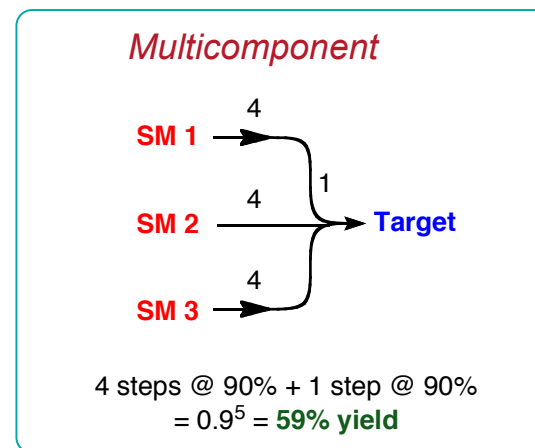 Multicomponent
4
SM 1
1
4
SM 2
Target
4
SM 3
4 steps @ 90% + 1 step @ 90%
= 0.9⁵ = 59% yield